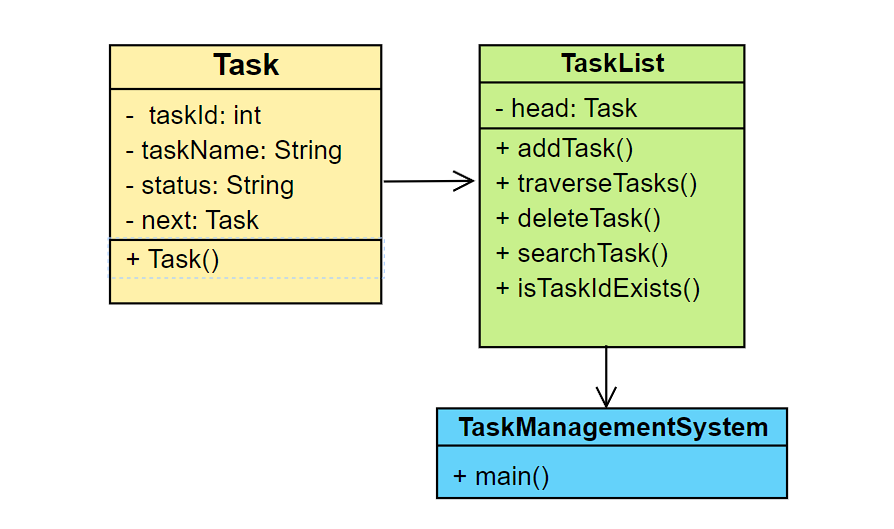 Task
- taskId: int
- taskName: String
- status: String
- next: Task
+ Task()
TaskList
- head: Task
+ addTask()
+ traverseTasks()
+ deleteTask()
+ searchTask()
+ isTaskIdExists()
TaskManagementSystem
+ main()